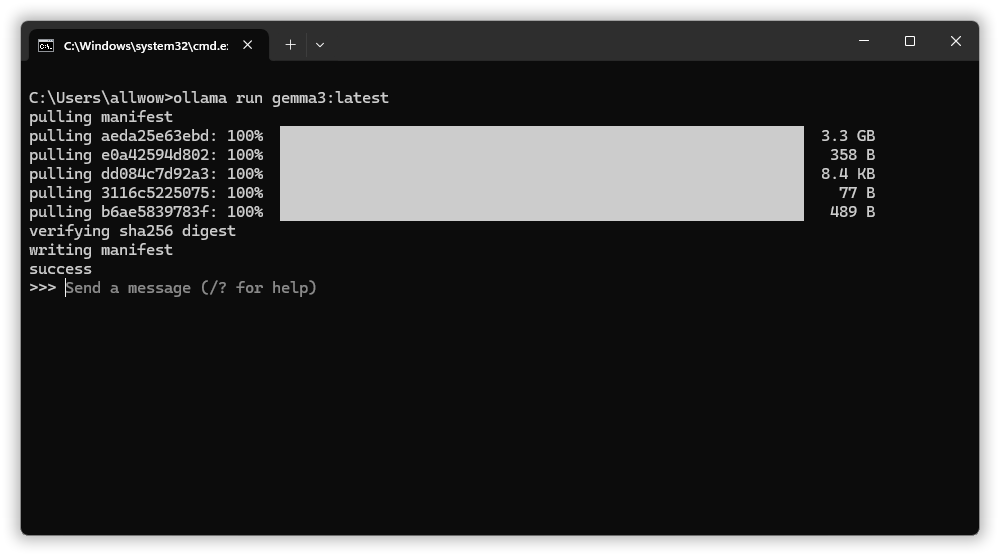 C:\Windows\system32\cmd.e:
C:\Users\allwow>ollama run gemma3:latest
pulling manifest
pulling aeda25e63ebd: 100% 3.3 GB
pulling e0a42594d802: 100% 358 B
pulling dd084c7d92a3: 100% 8.4 KB
pulling 3116c5225075: 100% 77 B
pulling b6ae5839783f: 100% 489 B
verifying sha256 digest
writing manifest
success
>>> Send a message (/? for help)